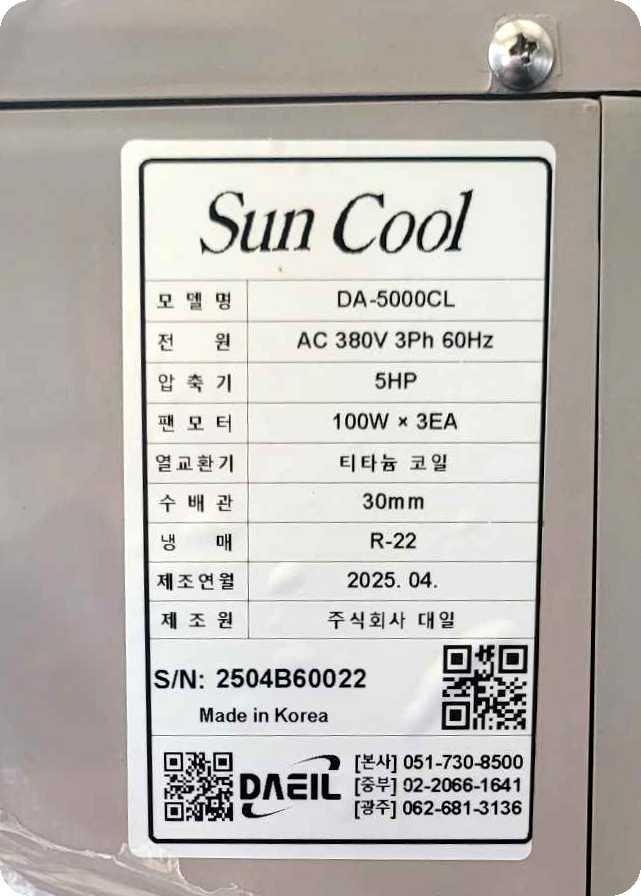 Sun Cool
모델명 DA-5000CL
전원 AC 380V 3Ph 60Hz
압축기 5HP
팬모터 100W × 3EA
열교환기 티타늄 코일
수배관 30mm
냉매 R-22
제조연월 2025. 04.
제조원 주식회사 대일
S/N: 2504B60022
Made in Korea
DAEIL
[본사] 051-730-8500
[중부] 02-2066-1641
[광주] 062-681-3136